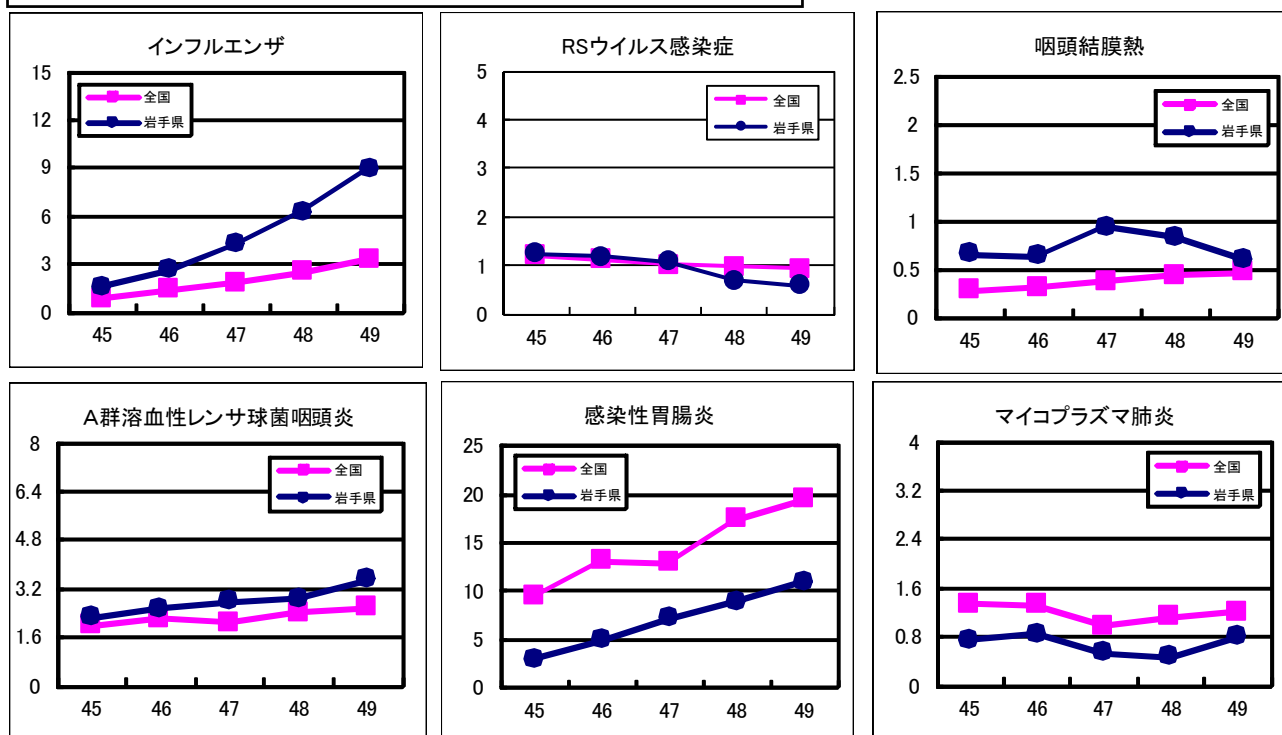 インフルエンザ
15
12
9
6
3
0
全国
岩手県
45 46 47 48 49
RSウイルス感染症
5
4
3
2
1
0
全国
岩手県
45 46 47 48 49
咽頭結膜熱
2.5
2
1.5
1
0.5
0
全国
岩手県
45 46 47 48 49
A群溶血性レンサ球菌咽頭炎
8
6.4
4.8
3.2
1.6
0
全国
岩手県
45 46 47 48 49
感染性胃腸炎
25
20
15
10
5
0
全国
岩手県
45 46 47 48 49
マイコプラズマ肺炎
4
3.2
2.4
1.6
0.8
0
全国
岩手県
45 46 47 48 49